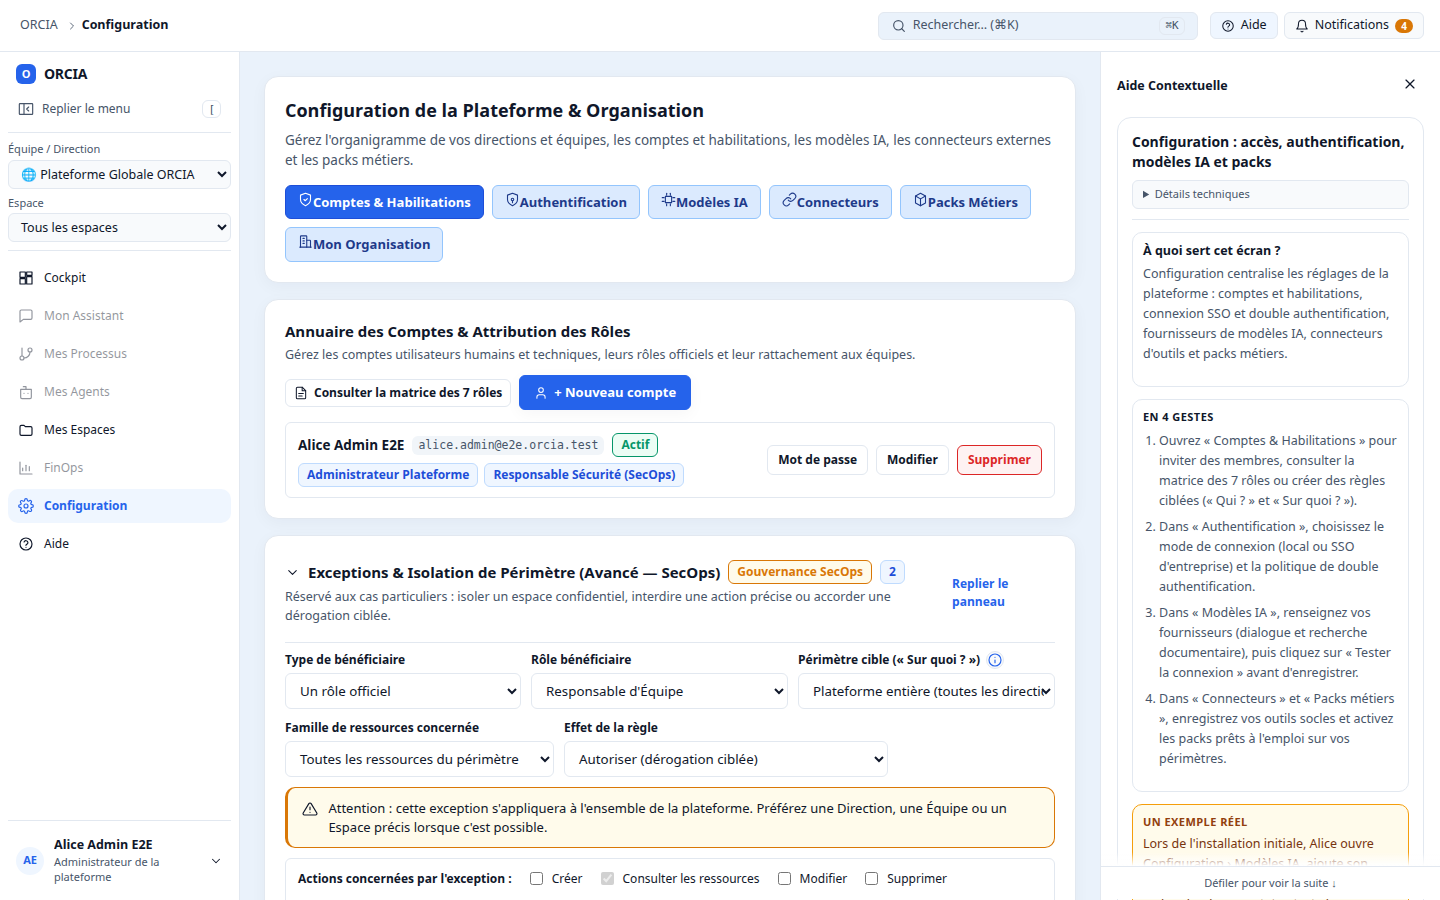 ORCIA
Configuration
Rechercher... (⌘K)
⌘K
Aide
Notifications
4
O
ORCIA
Replier le menu
[
Équipe / Direction
🌐 Plateforme Globale ORCIA
Espace
Tous les espaces
Cockpit
Mon Assistant
Mes Processus
Mes Agents
Mes Espaces
FinOps
Configuration
Aide
AE
Alice Admin E2E
Administrateur de la
plateforme
Configuration de la Plateforme & Organisation
Gérez l'organigramme de vos directions et équipes, les comptes et habilitations, les modèles IA, les connecteurs externes
et les packs métiers.
Comptes & Habilitations
Authentification
Modèles IA
Connecteurs
Packs Métiers
Mon Organisation
Annuaire des Comptes & Attribution des Rôles
Gérez les comptes utilisateurs humains et techniques, leurs rôles officiels et leur rattachement aux équipes.
Consulter la matrice des 7 rôles
+ Nouveau compte
Alice Admin E2E
alice.admin@e2e.orcia.test
Actif
Administrateur Plateforme
Responsable Sécurité (SecOps)
Mot de passe
Modifier
Supprimer
Exceptions & Isolation de Périmètre (Avancé — SecOps)
Gouvernance SecOps
2
Réservé aux cas particuliers : isoler un espace confidentiel, interdire une action précise ou accorder une
dérogation ciblée.
Replier le
panneau
Type de bénéficiaire
Un rôle officiel
Rôle bénéficiaire
Responsable d'Équipe
Périmètre cible (« Sur quoi ? »)
Plateforme entière (toutes les directi
Famille de ressources concernée
Toutes les ressources du périmètre
Effet de la règle
Autoriser (dérogation ciblée)
Attention : cette exception s'appliquera à l'ensemble de la plateforme. Préférez une Direction, une Équipe ou un
Espace précis lorsque c'est possible.
Actions concernées par l'exception :
Créer
Consulter les ressources
Modifier
Supprimer
Aide Contextuelle
Configuration : accès, authentification,
modèles IA et packs
Détails techniques
À quoi sert cet écran ?
Configuration centralise les réglages de la
plateforme : comptes et habilitations,
connexion SSO et double authentification,
fournisseurs de modèles IA, connecteurs
d'outils et packs métiers.
EN 4 GESTES
1. Ouvrez « Comptes & Habilitations » pour
inviter des membres, consulter la
matrice des 7 rôles ou créer des règles
ciblées (« Qui ? » et « Sur quoi ? »).
2. Dans « Authentification », choisissez le
mode de connexion (local ou SSO
d'entreprise) et la politique de double
authentification.
3. Dans « Modèles IA », renseignez vos
fournisseurs (dialogue et recherche
documentaire), puis cliquez sur « Tester
la connexion » avant d'enregistrer.
4. Dans « Connecteurs » et « Packs métiers
», enregistrez vos outils socles et activez
les packs prêts à l'emploi sur vos
périmètres.
UN EXEMPLE RÉEL
Lors de l'installation initiale, Alice ouvre
Configuration · Modèles IA, ajoute son
Défiler pour voir la suite ↓